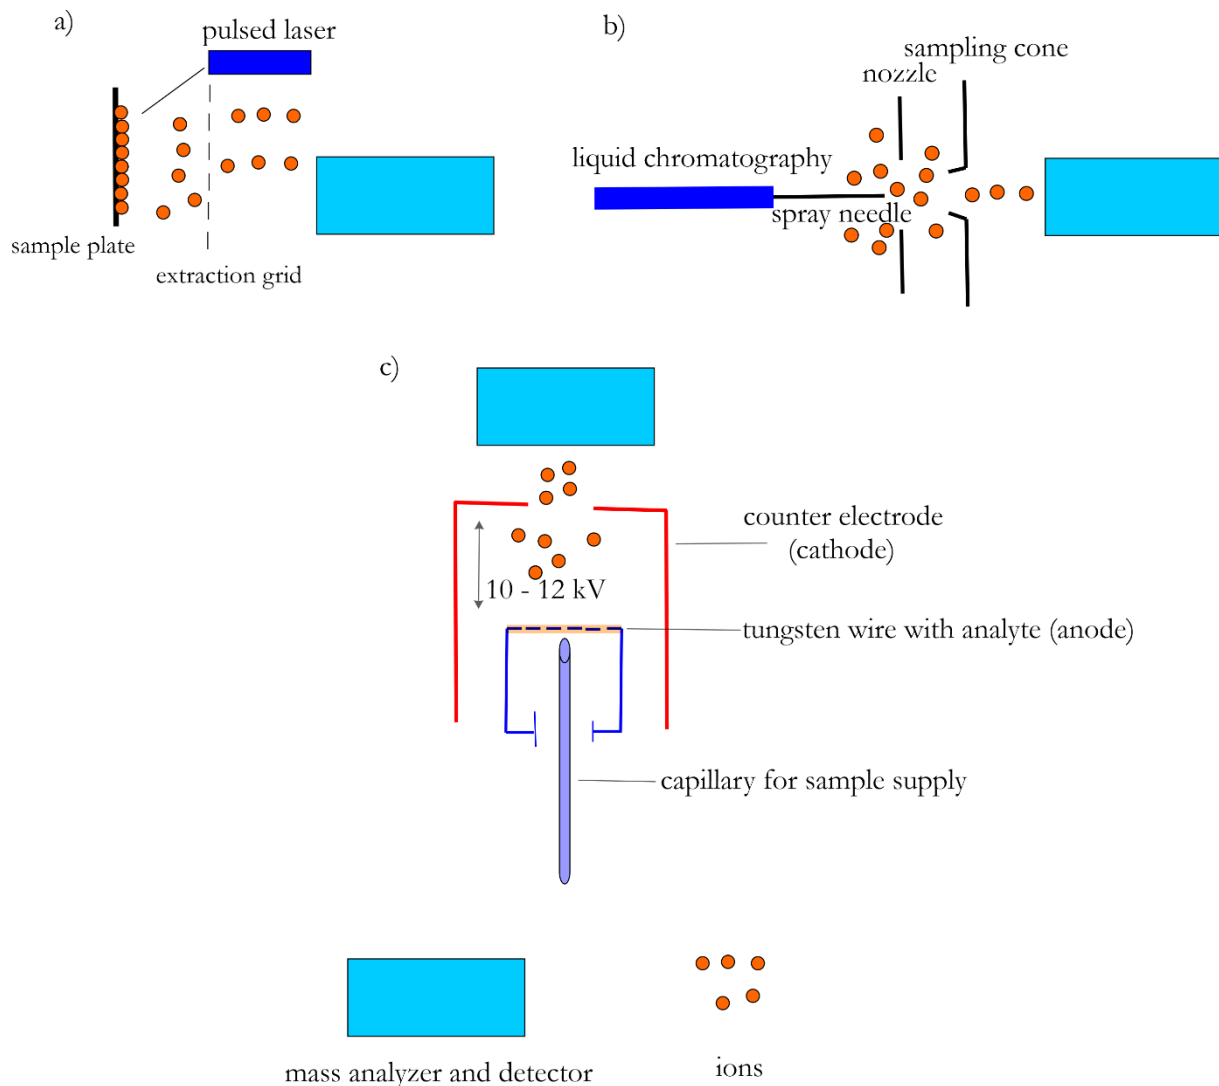 a)
pulsed laser
sample plate
extraction grid
b)
sampling cone
nozzle
liquid chromatography
spray needle
c)
counter electrode
(cathode)
10 - 12 kV
tungsten wire with analyte (anode)
capillary for sample supply
mass analyzer and detector
ions